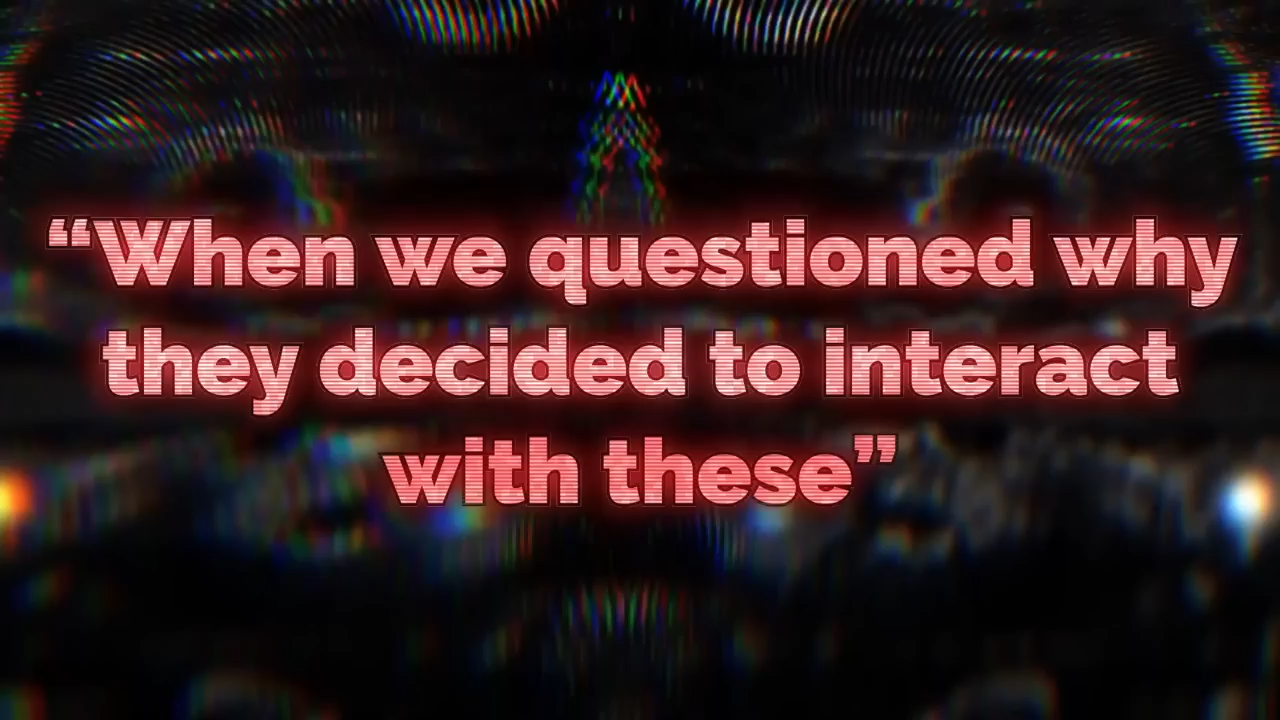 “When we questioned why
they decided to interact
with these”